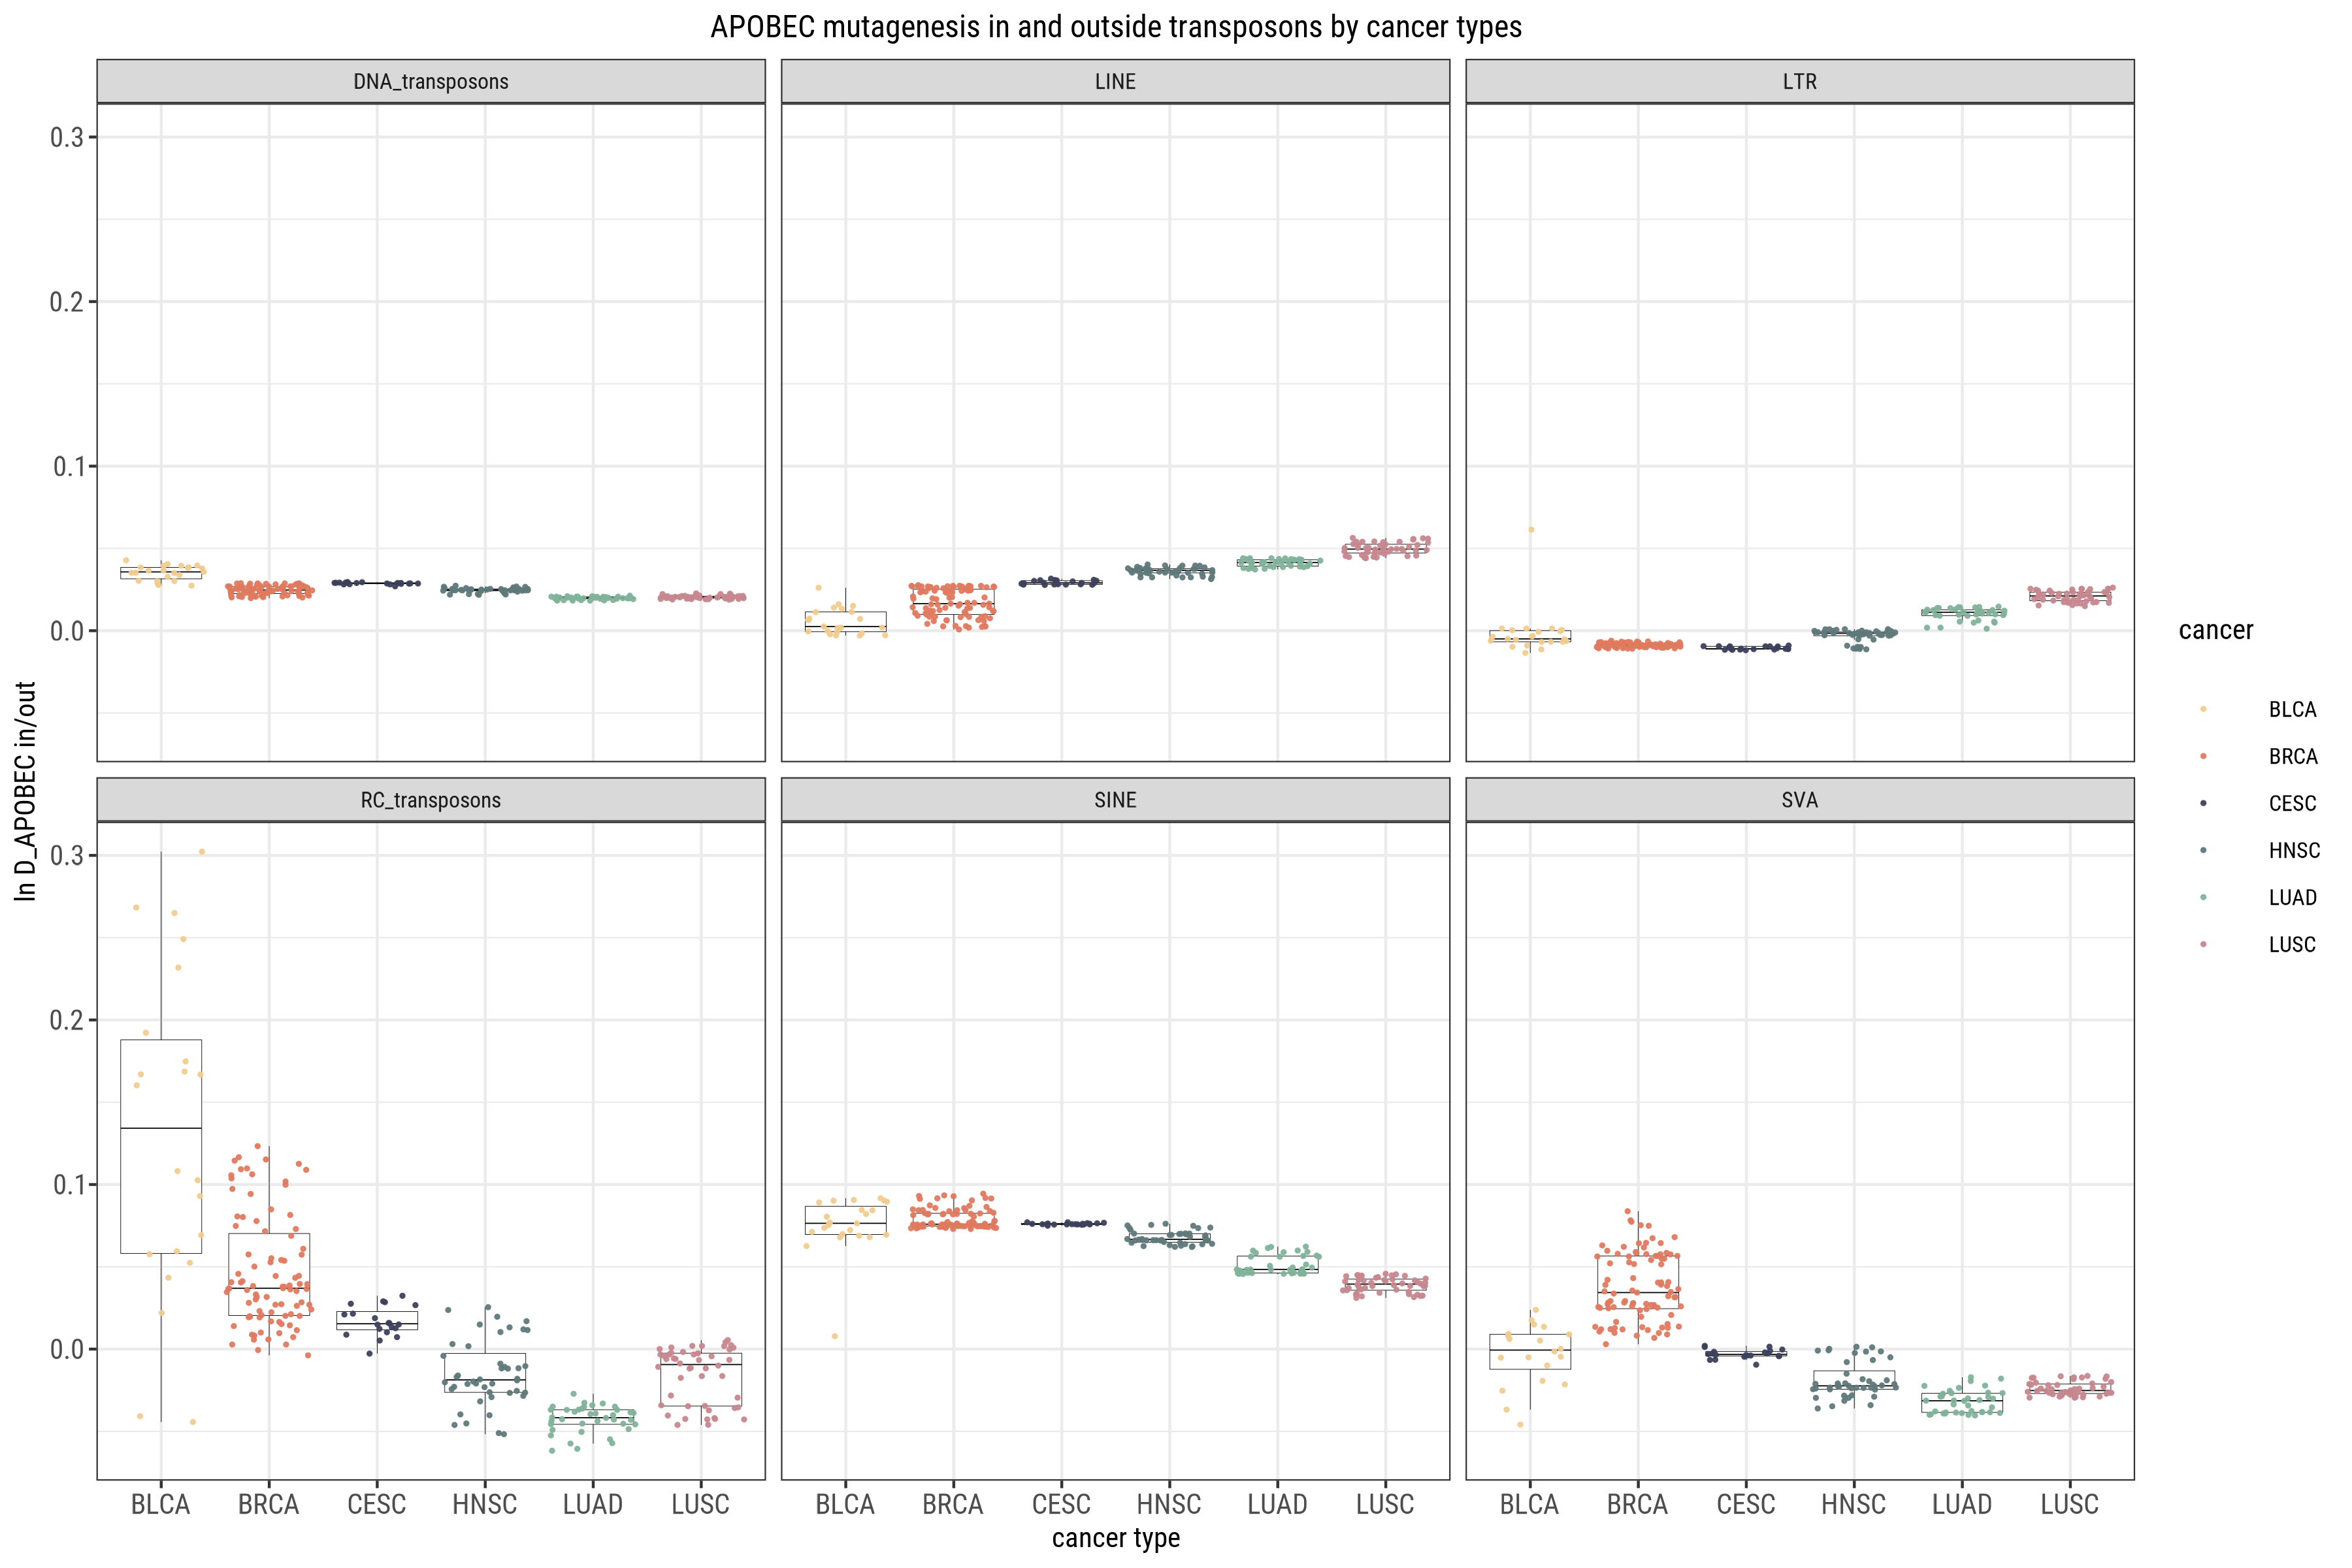 APOBEC mutagenesis in and outside transposons by cancer types
DNA_transposons
LINE
LTR
0.3
0.2
0.1
0.0
RC_transposons
SINE
SVA
0.3
0.2
0.1
0.0
ln D_APOBEC in/out
BLCA BRCA CESC HNSC LUAD LUSC
BLCA BRCA CESC HNSC LUAD LUSC
BLCA BRCA CESC HNSC LUAD LUSC
cancer type
cancer
BLCA
BRCA
CESC
HNSC
LUAD
LUSC